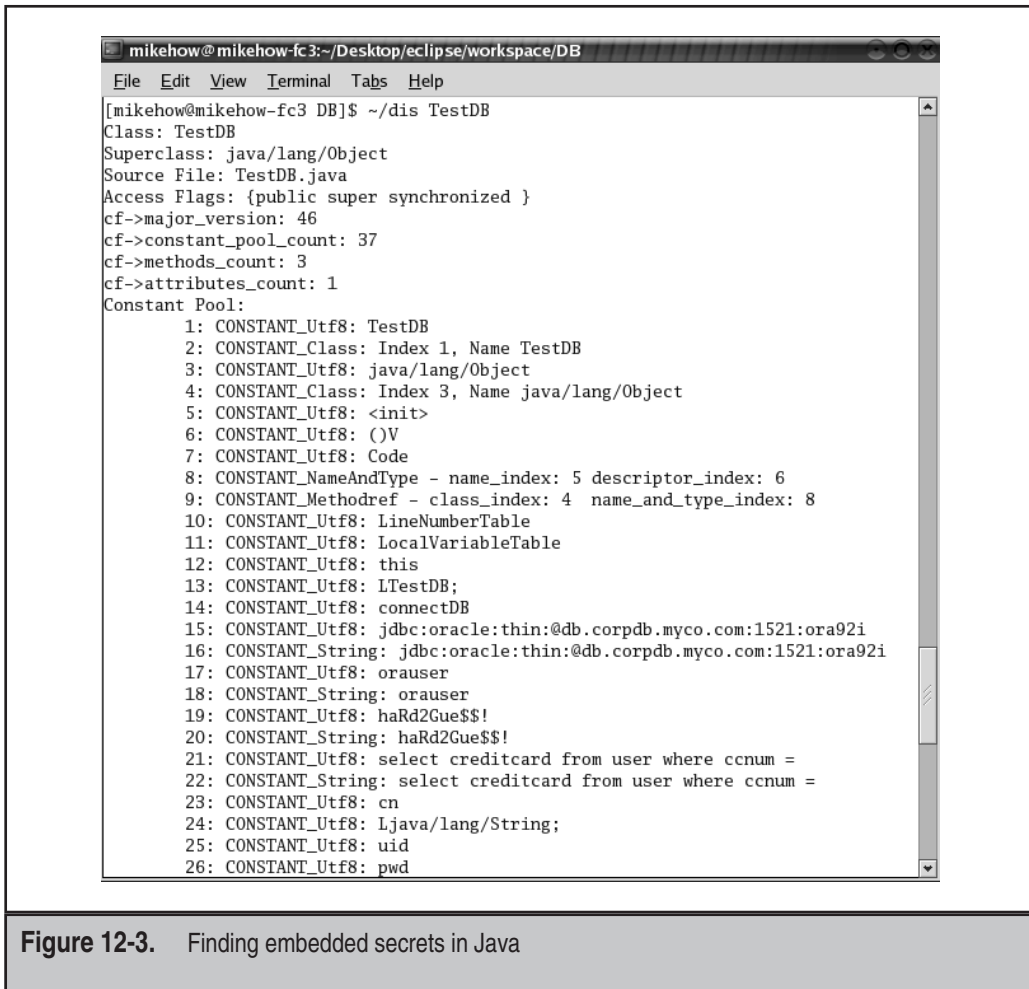 mikehow@mikehow-fc3:~/Desktop/eclipse/workspace/DB
File Edit View Terminal Tabs Help
[mikehow@mikehow-fc3 DB]$ ~/dis TestDB
Class: TestDB
Superclass: java/lang/Object
Source File: TestDB.java
Access Flags: {public super synchronized }
cf->major_version: 46
cf->constant_pool_count: 37
cf->methods_count: 3
cf->attributes_count: 1
Constant Pool:
1: CONSTANT_Utf8: TestDB
2: CONSTANT_Class: Index 1, Name TestDB
3: CONSTANT_Utf8: java/lang/Object
4: CONSTANT_Class: Index 3, Name java/lang/Object
5: CONSTANT_Utf8: <init>
6: CONSTANT_Utf8: ()V
7: CONSTANT_Utf8: Code
8: CONSTANT_NameAndType - name_index: 5 descriptor_index: 6
9: CONSTANT_Methodref - class_index: 4  name_and_type_index: 8
10: CONSTANT_Utf8: LineNumberTable
11: CONSTANT_Utf8: LocalVariableTable
12: CONSTANT_Utf8: this
13: CONSTANT_Utf8: LTestDB;
14: CONSTANT_Utf8: connectDB
15: CONSTANT_Utf8: jdbc:oracle:thin:@db.corpdb.myco.com:1521:ora92i
16: CONSTANT_String: jdbc:oracle:thin:@db.corpdb.myco.com:1521:ora92i
17: CONSTANT_Utf8: orauser
18: CONSTANT_String: orauser
19: CONSTANT_Utf8: haRd2Gue$$!
20: CONSTANT_String: haRd2Gue$$!
21: CONSTANT_Utf8: select creditcard from user where ccnum =
22: CONSTANT_String: select creditcard from user where ccnum =
23: CONSTANT_Utf8: cn
24: CONSTANT_Utf8: Ljava/lang/String;
25: CONSTANT_Utf8: uid
26: CONSTANT_Utf8: pwd
Figure 12-3. Finding embedded secrets in Java